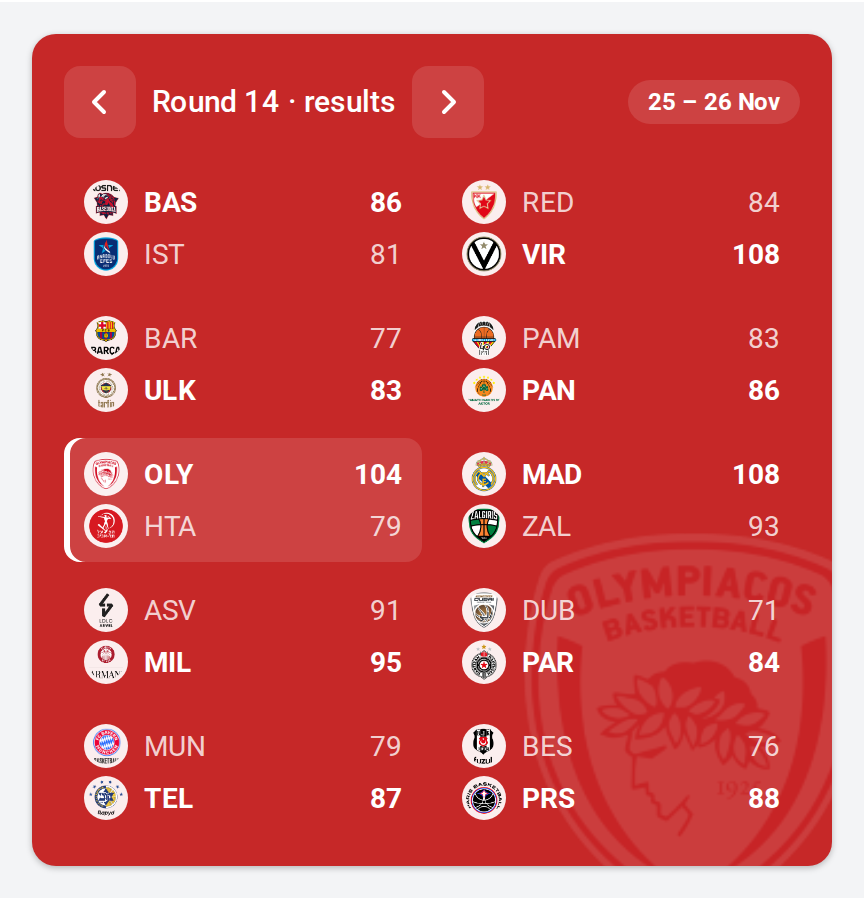 Round 14 · results
25 – 26 Nov
BAS 86
IST 81
RED 84
VIR 108
BAR 77
ULK 83
PAM 83
PAN 86
OLY 104
HTA 79
MAD 108
ZAL 93
ASV 91
MIL 95
DUB 71
PAR 84
MUN 79
TEL 87
BES 76
PRS 88
OLYMPIACOS
BASKETBALL